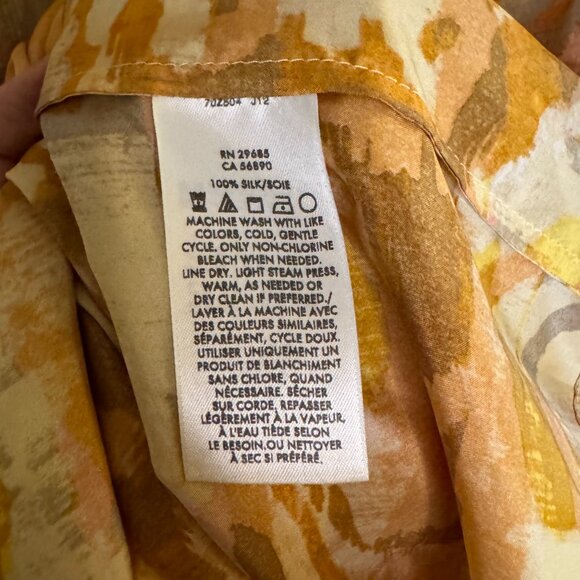 702504 J12
RN 29685
CA 56890
100% SILK/SOIE
MACHINE WASH WITH LIKE
COLORS, COLD, GENTLE
CYCLE. ONLY NON-CHLORINE
BLEACH WHEN NEEDED.
LINE DRY. LIGHT STEAM PRESS,
WARM, AS NEEDED OR
DRY CLEAN IF PREFERRED./
LAVER À LA MACHINE AVEC
DES COULEURS SIMILAIRES,
SÉPARÉMENT, CYCLE DOUX.
UTILISER UNIQUEMENT UN
PRODUIT DE BLANCHIMENT
SANS CHLORE, QUAND
NÉCESSAIRE. SÉCHER
SUR CORDE, REPASSER
LÉGÈREMENT À LA VAPEUR,
À L'EAU TIÈDE SELON
LE BESOIN.OU NETTOYER
À SEC SI PRÉFÉRÉ.